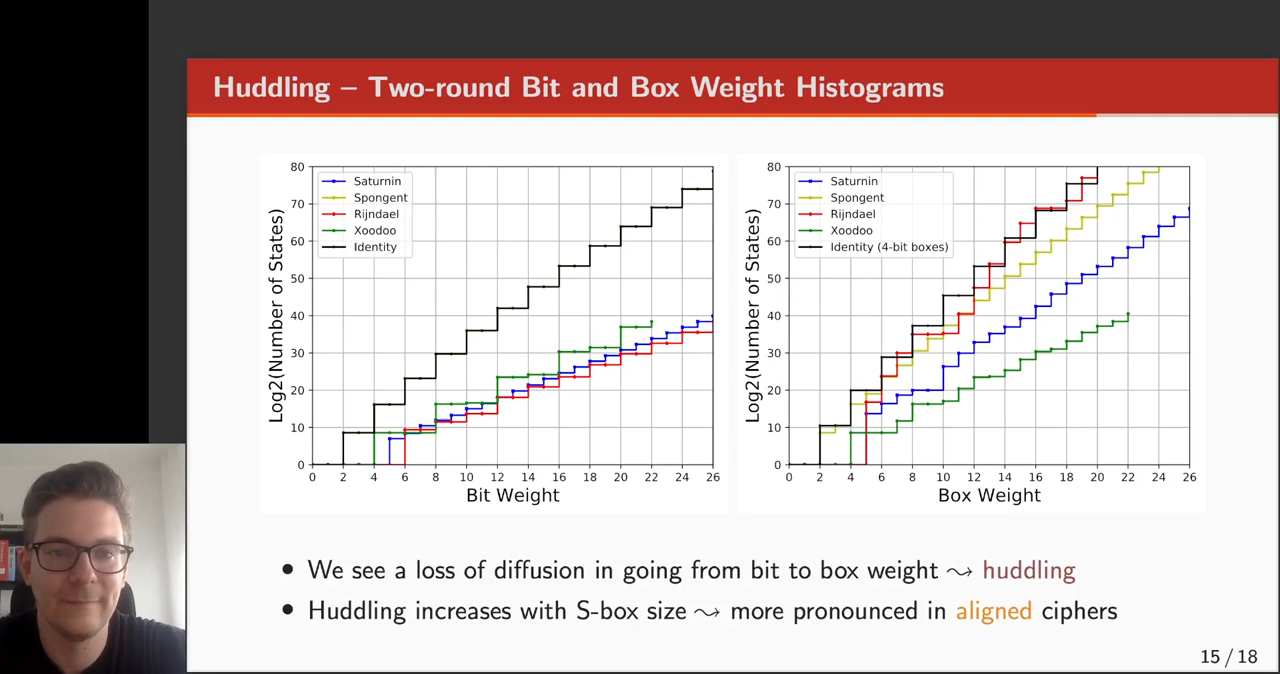 Huddling – Two-round Bit and Box Weight Histograms
Log2(Number of States)
80
70
60
50
40
30
20
10
0
Saturnin
Spongent
Rijndael
Xoodoo
Identity
0 2 4 6 8 10 12 14 16 18 20 22 24 26
Bit Weight
Log2(Number of States)
80
70
60
50
40
30
20
10
0
Saturnin
Spongent
Rijndael
Xoodoo
Identity (4-bit boxes)
0 2 4 6 8 10 12 14 16 18 20 22 24 26
Box Weight
• We see a loss of diffusion in going from bit to box weight ⇝ huddling
• Huddling increases with S-box size ⇝ more pronounced in aligned ciphers
15 / 18